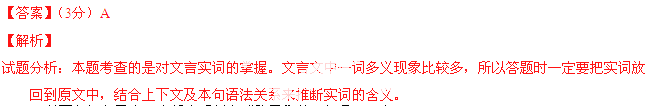 【答案】（3分）A
【解析】
试题分析：本题考查的是对文言实词的掌握。文言文中一词多义现象比较多，所以答题时一定要把实词放
回到原文中，结合上下文及本句语法关系来推断实词的含义。